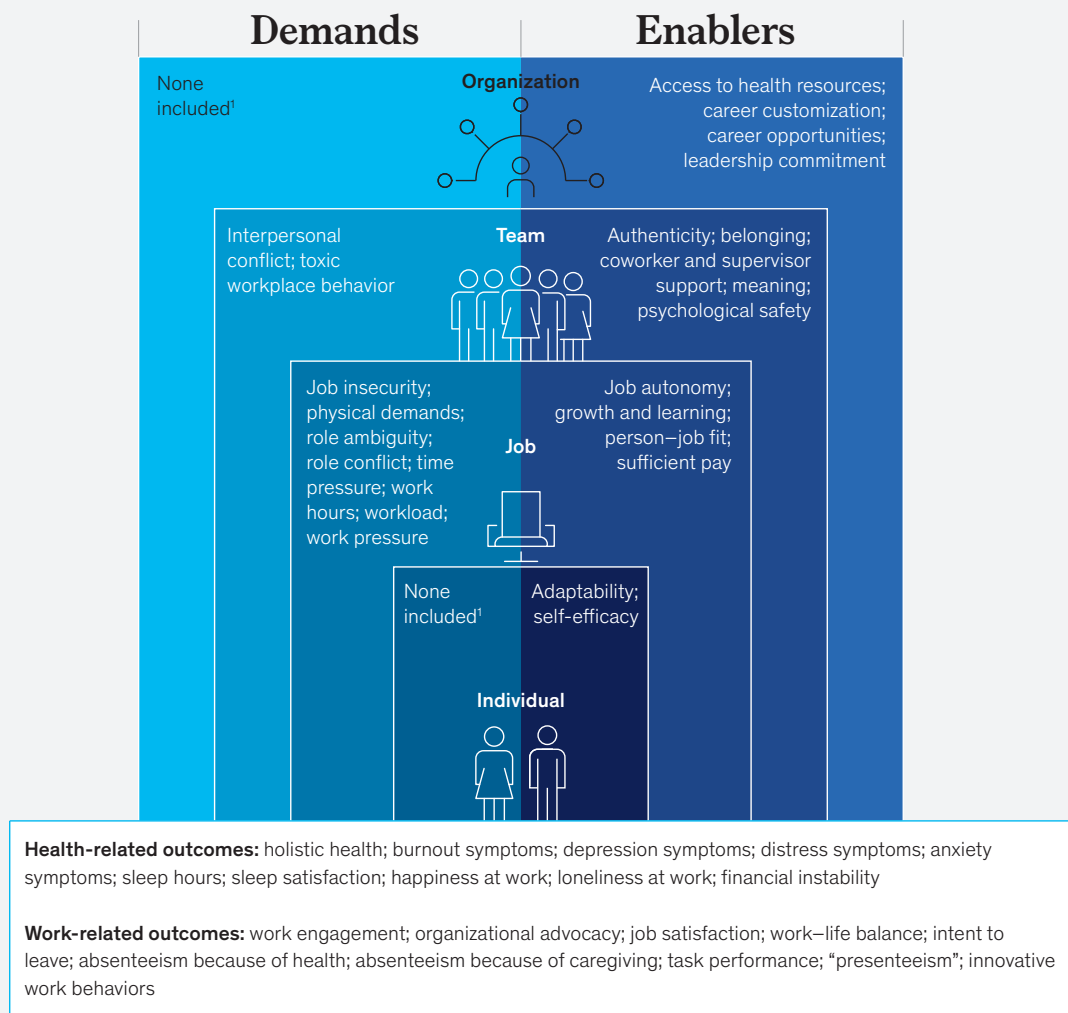 Demands
Enablers
None
included¹
Organization
Access to health resources;
career customization;
career opportunities;
leadership commitment
Interpersonal
conflict; toxic
workplace behavior
Team
Authenticity; belonging;
coworker and supervisor
support; meaning;
psychological safety
Job insecurity;
physical demands;
role ambiguity;
role conflict; time
pressure; work
hours; workload;
work pressure
Job
Job autonomy;
growth and learning;
person–job fit;
sufficient pay
None
included¹
Adaptability;
self-efficacy
Individual
Health-related outcomes: holistic health; burnout symptoms; depression symptoms; distress symptoms; anxiety
symptoms; sleep hours; sleep satisfaction; happiness at work; loneliness at work; financial instability
Work-related outcomes: work engagement; organizational advocacy; job satisfaction; work–life balance; intent to
leave; absenteeism because of health; absenteeism because of caregiving; task performance; “presenteeism”; innovative
work behaviors